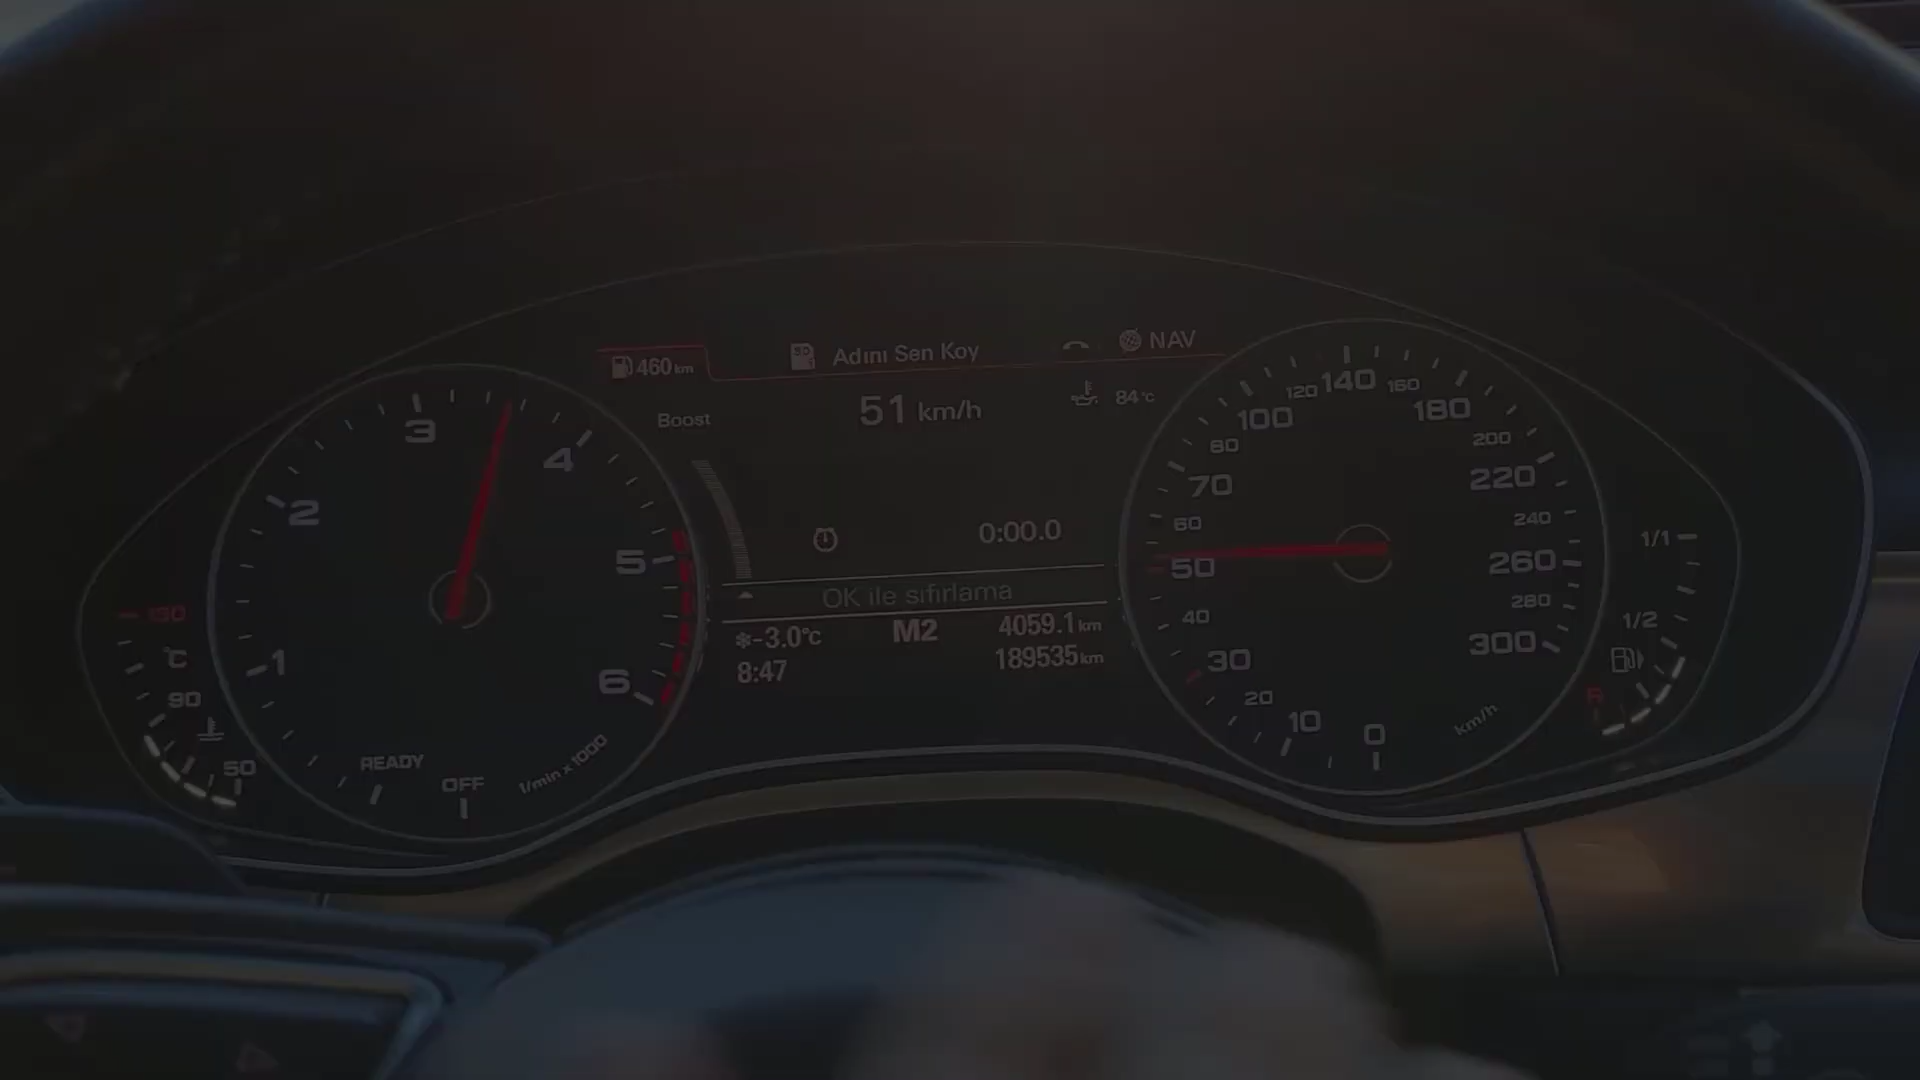 460 km
Adını Sen Koy
NAV
Boost
51 km/h
84°C
0:00.0
OK ile sıfırlama
-3.0°C
M2
4059.1 km
8:47
189535 km
OFF
READY
1
2
3
4
5
6
1/min x 1000
130
°C
90
50
0
10
20
30
40
50
60
70
100
120
140
160
180
200
220
240
260
280
300
km/h
1/1
1/2
R